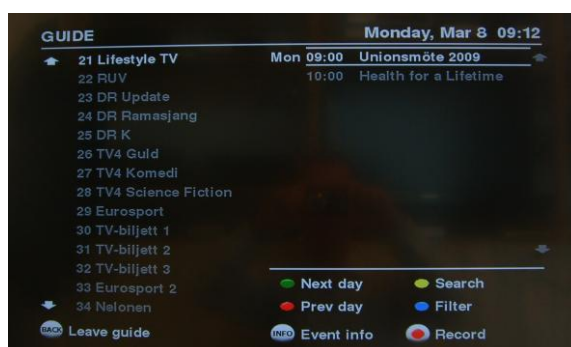 GUIDE Monday, Mar 8 09:12
21 Lifestyle TV Mon 09:00 Unionsmöte 2009
22 RUV 10:00 Health for a Lifetime
23 DR Update
24 DR Ramasjang
25 DR K
26 TV4 Guld
27 TV4 Komedi
28 TV4 Science Fiction
29 Eurosport
30 TV-biljett 1
31 TV-biljett 2
32 TV-biljett 3
33 Eurosport 2
34 Nelonen
Next day Search
Prev day Filter
BACK Leave guide INFO Event info Record